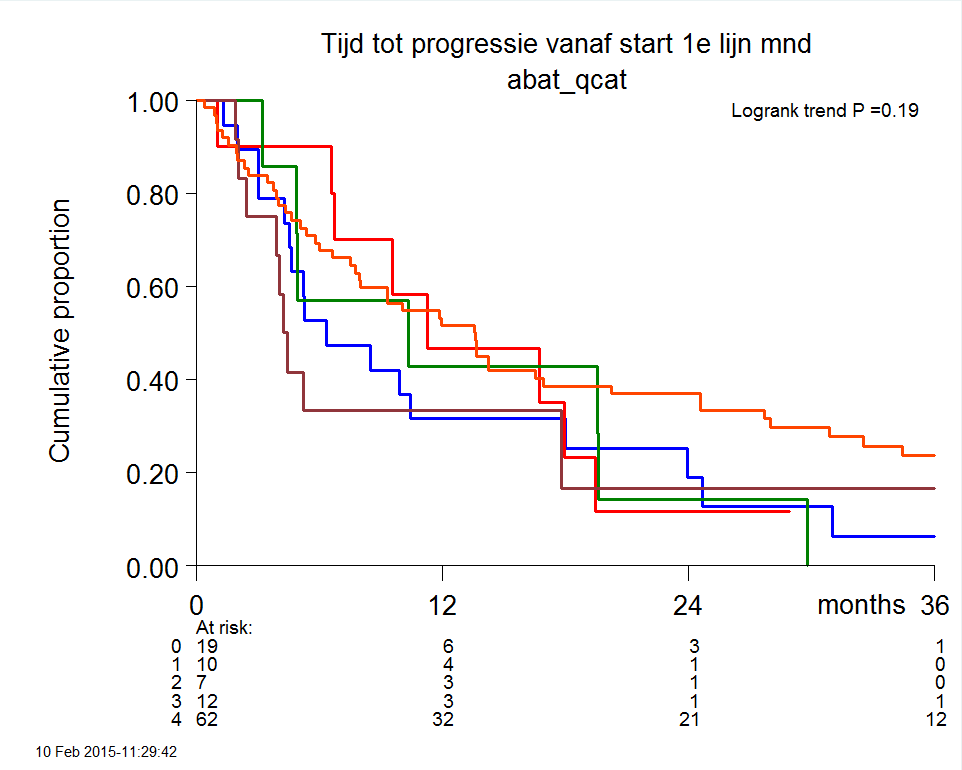 Tijd tot progressie vanaf start 1e lijn mnd
abat_qcat
Logrank trend P =0.19
Cumulative proportion
1.00
0.80
0.60
0.40
0.20
0.00
0 12 24 months 36
At risk:
0 19 6 3 1
1 10 4 1 0
2 7 3 1 0
3 12 3 1 1
4 62 32 21 12
10 Feb 2015-11:29:42